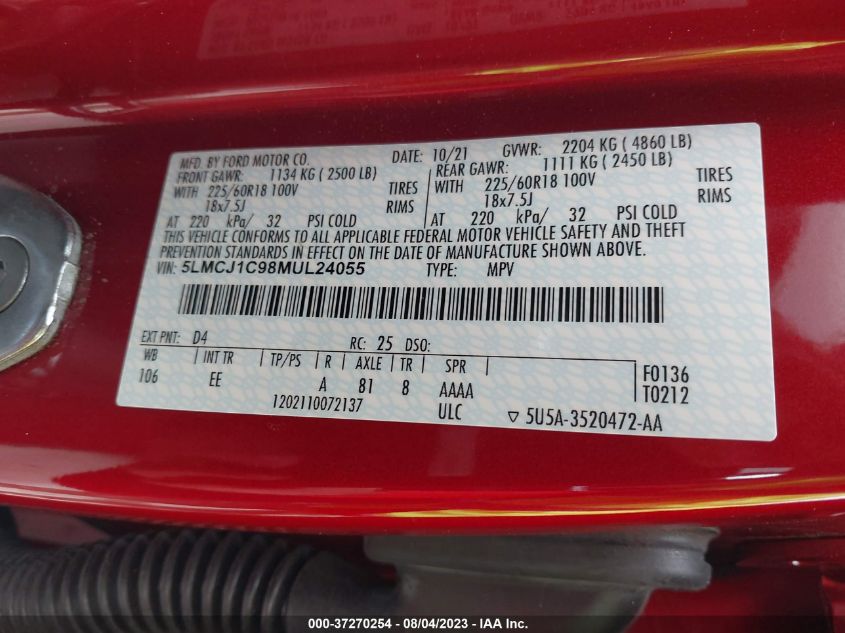 MFD. BY FORD MOTOR CO. DATE: 10/21 GVWR: 2204 KG ( 4860 LB)
FRONT GAWR: 1134 KG ( 2500 LB) REAR GAWR: 1111 KG ( 2450 LB)
WITH 225/60R18 100V TIRES WITH 225/60R18 100V TIRES
18x7.5J RIMS 18x7.5J RIMS
AT 220 kPa/ 32 PSI COLD AT 220 kPa/ 32 PSI COLD
THIS VEHICLE CONFORMS TO ALL APPLICABLE FEDERAL MOTOR VEHICLE SAFETY AND THEFT
PREVENTION STANDARDS IN EFFECT ON THE DATE OF MANUFACTURE SHOWN ABOVE.
VIN: 5LMCJ1C98MUL24055 TYPE: MPV
EXT PNT: D4 RC: 25 DSO:
WB INT TR TP/PS R AXLE TR SPR F0136
106 EE A 81 8 AAAA T0212
1202110072137 ULC ▽ 5U5A-3520472-AA
000-37270254 - 08/04/2023 - IAA Inc.